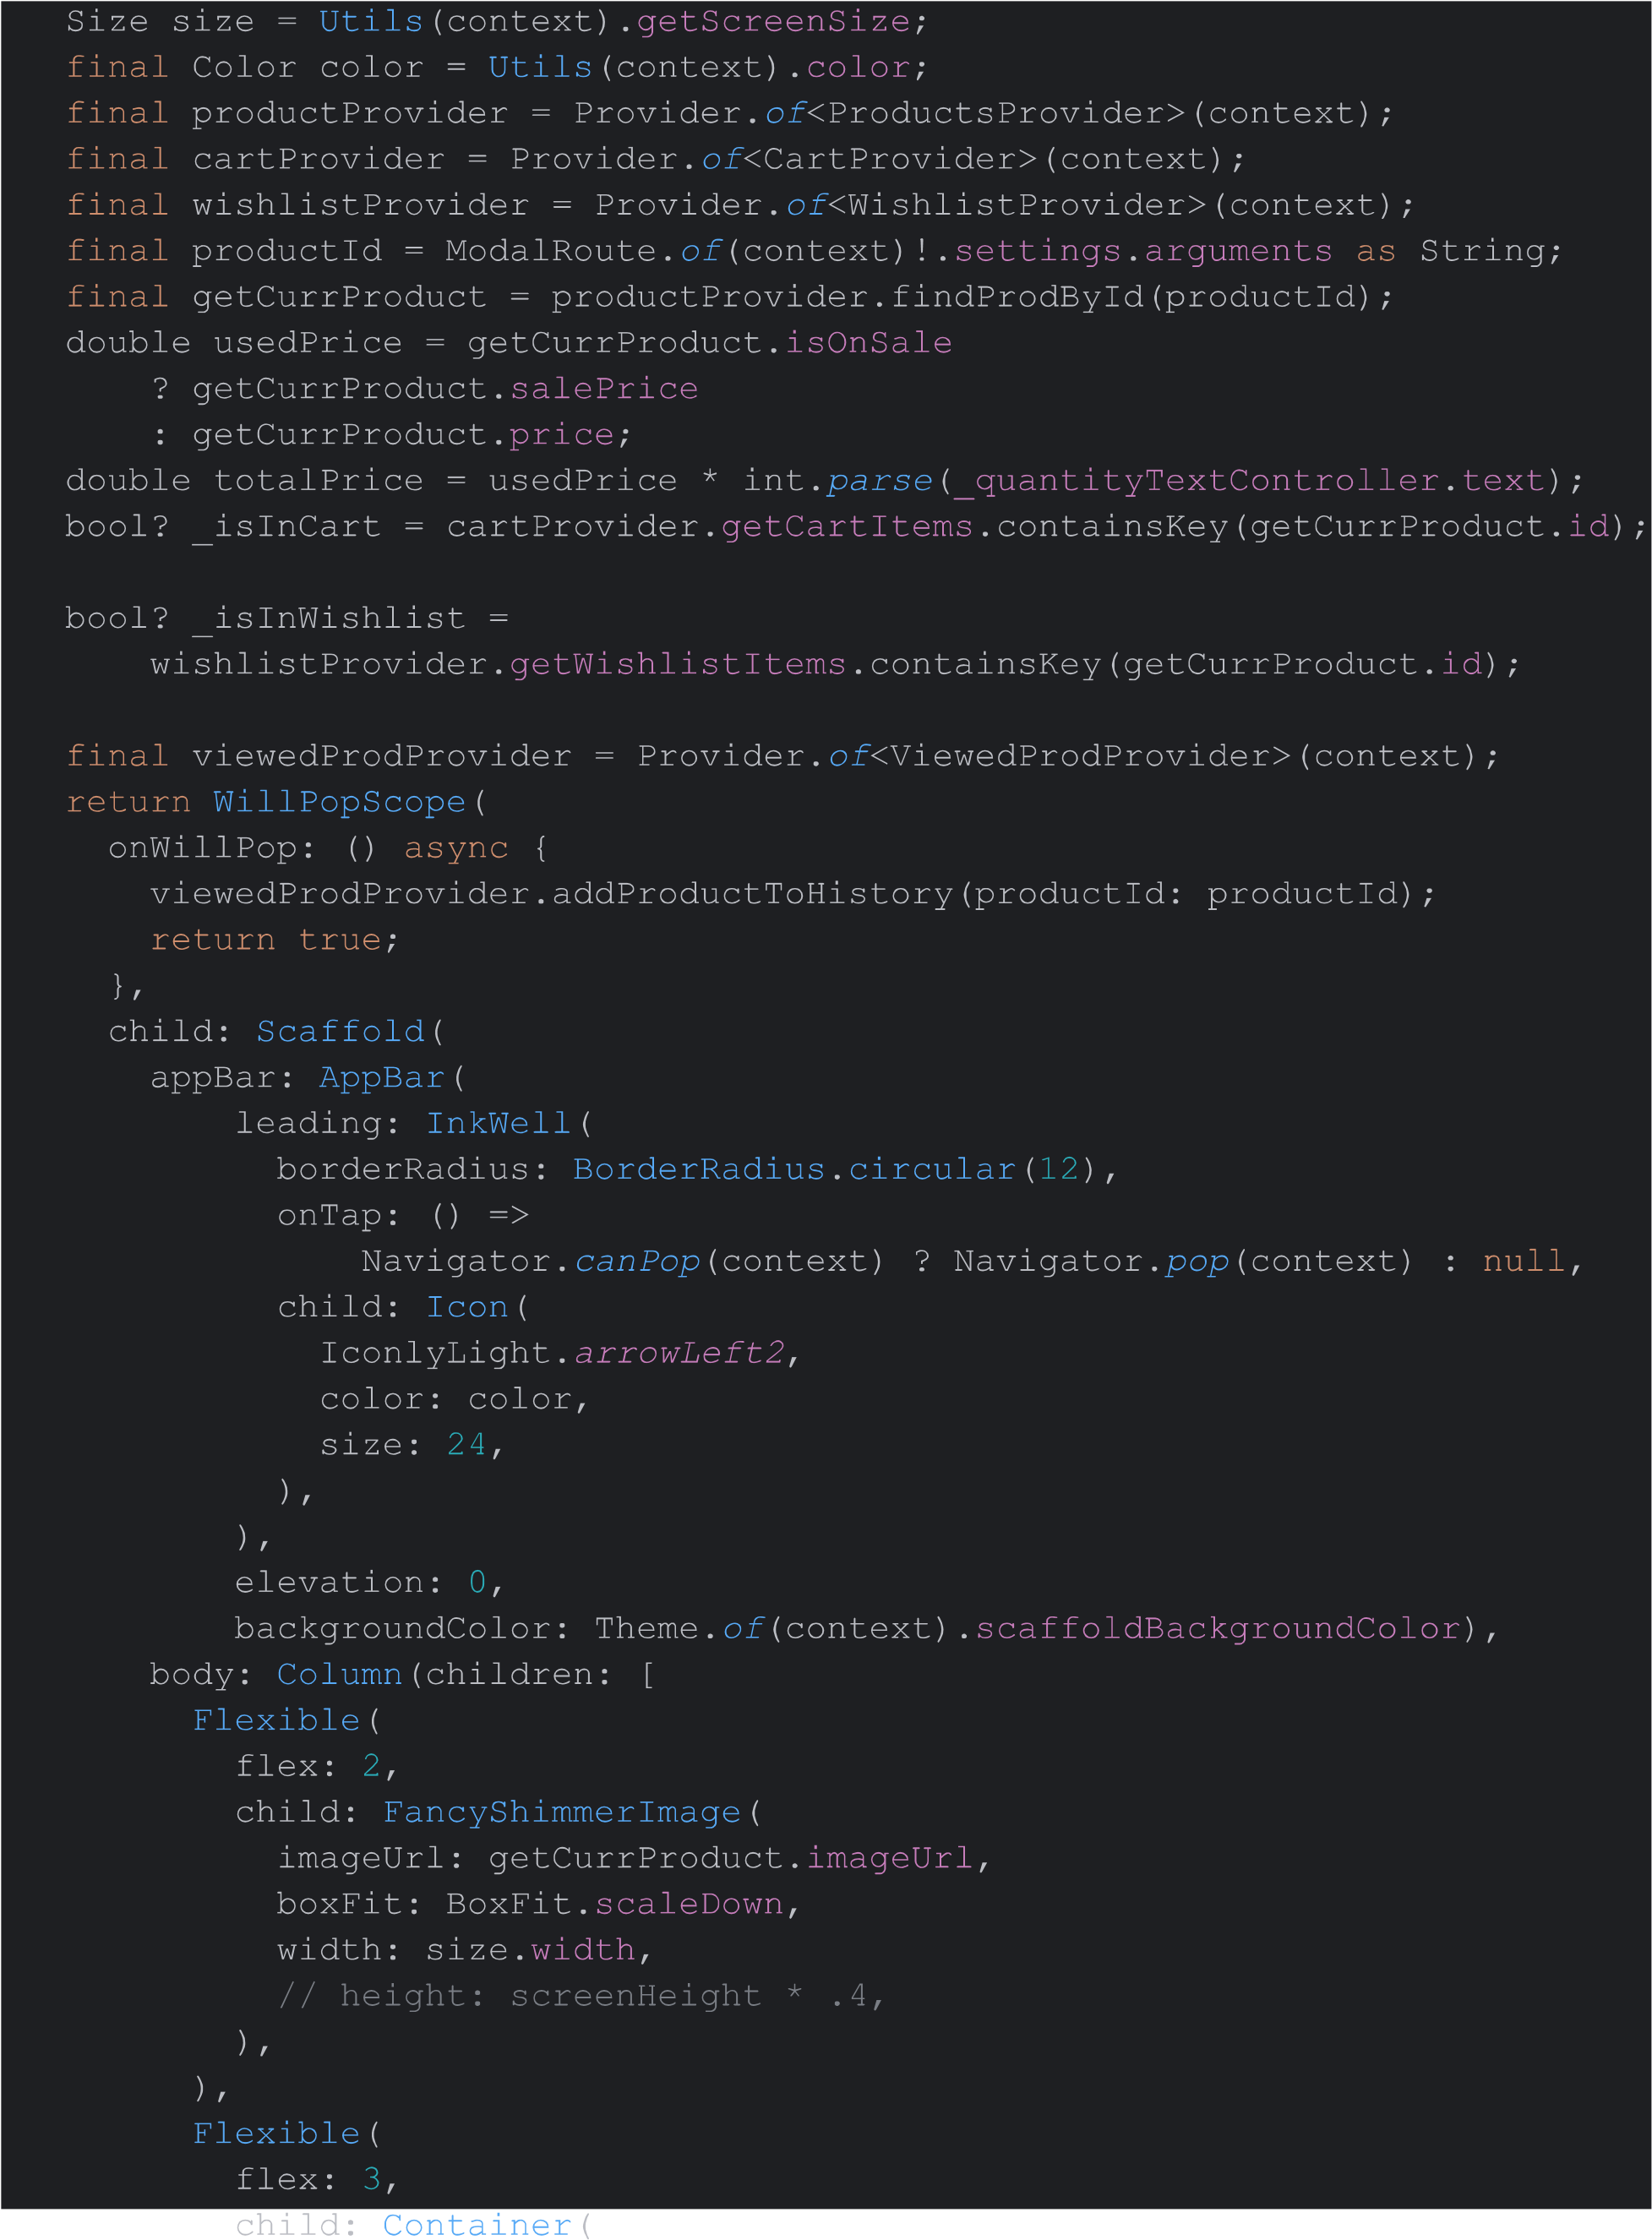 Size size = Utils(context).getScreenSize;
final Color color = Utils(context).color;
final productProvider = Provider.of<ProductsProvider>(context);
final cartProvider = Provider.of<CartProvider>(context);
final wishlistProvider = Provider.of<WishlistProvider>(context);
final productId = ModalRoute.of(context)!.settings.arguments as String;
final getCurrProduct = productProvider.findProdById(productId);
double usedPrice = getCurrProduct.isOnSale
    ? getCurrProduct.salePrice
    : getCurrProduct.price;
double totalPrice = usedPrice * int.parse(_quantityTextController.text);
bool? _isInCart = cartProvider.getCartItems.containsKey(getCurrProduct.id);

bool? _isInWishlist =
    wishlistProvider.getWishlistItems.containsKey(getCurrProduct.id);

final viewedProdProvider = Provider.of<ViewedProdProvider>(context);
return WillPopScope(
  onWillPop: () async {
    viewedProdProvider.addProductToHistory(productId: productId);
    return true;
  },
  child: Scaffold(
    appBar: AppBar(
        leading: InkWell(
          borderRadius: BorderRadius.circular(12),
          onTap: () =>
              Navigator.canPop(context) ? Navigator.pop(context) : null,
          child: Icon(
            IconlyLight.arrowLeft2,
            color: color,
            size: 24,
          ),
        ),
        elevation: 0,
        backgroundColor: Theme.of(context).scaffoldBackgroundColor),
    body: Column(children: [
      Flexible(
        flex: 2,
        child: FancyShimmerImage(
          imageUrl: getCurrProduct.imageUrl,
          boxFit: BoxFit.scaleDown,
          width: size.width,
          // height: screenHeight * .4,
        ),
      ),
      Flexible(
        flex: 3,
        child: Container(